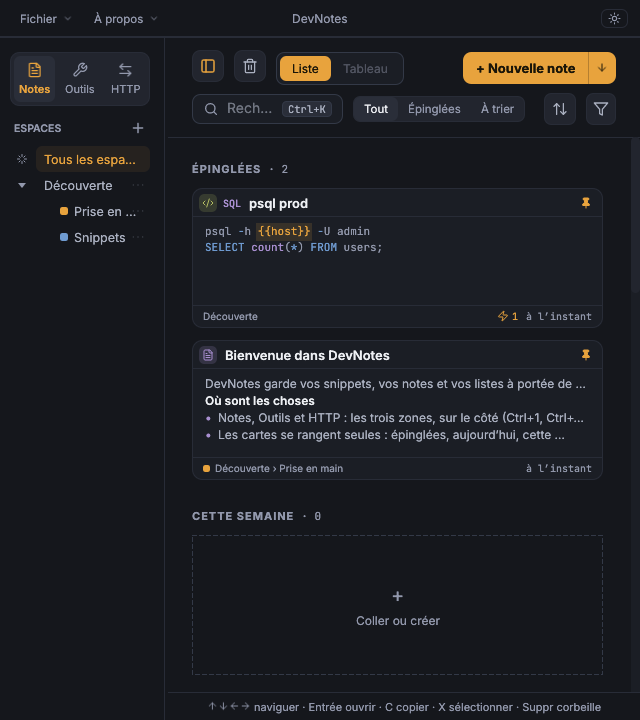 Fichier À propos DevNotes
Liste Tableau + Nouvelle note
Notes Outils HTTP
Rech... Ctrl+K Tout Épinglées À trier
ESPACES
Tous les espa...
Découverte ...
Prise en ... ...
Snippets ...
ÉPINGLÉES · 2
SQL psql prod
psql -h {{host}} -U admin
SELECT count(*) FROM users;
Découverte 1 à l’instant
Bienvenue dans DevNotes
DevNotes garde vos snippets, vos notes et vos listes à portée de ...
Où sont les choses
• Notes, Outils et HTTP : les trois zones, sur le côté (Ctrl+1, Ctrl+...
• Les cartes se rangent seules : épinglées, aujourd’hui, cette ...
Découverte › Prise en main à l’instant
CETTE SEMAINE · 0
+
Coller ou créer
↑↓←→ naviguer · Entrée ouvrir · C copier · X sélectionner · Suppr corbeille